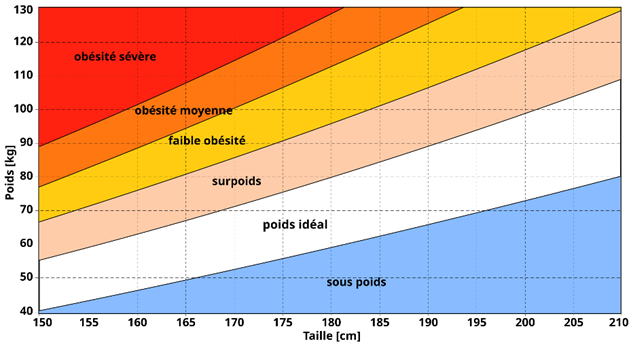 130
120
110
100
90
80
70
60
50
40
Poids [kg]
obésité sévère
obésité moyenne
faible obésité
surpoids
poids idéal
sous poids
150 155 160 165 170 175 180 185 190 195 200 205 210
Taille [cm]